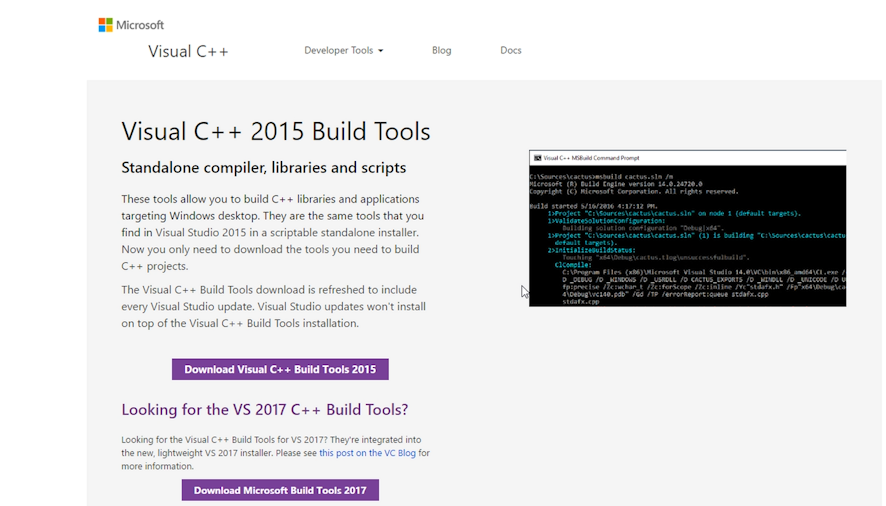 Microsoft
Visual C++
Developer Tools
Blog
Docs
Visual C++ 2015 Build Tools
Standalone compiler, libraries and scripts
These tools allow you to build C++ libraries and applications
targeting Windows desktop. They are the same tools that you
find in Visual Studio 2015 in a scriptable standalone installer.
Now you only need to download the tools you need to build
C++ projects.
The Visual C++ Build Tools download is refreshed to include
every Visual Studio update. Visual Studio updates won't install
on top of the Visual C++ Build Tools installation.
Download Visual C++ Build Tools 2015
Looking for the VS 2017 C++ Build Tools?
Looking for the Visual C++ Build Tools for VS 2017? They're integrated into
the new, lightweight VS 2017 installer. Please see this post on the VC Blog for
more information.
Download Microsoft Build Tools 2017
Visual C++ MSBuild Command Prompt
C:\Sources\cactus>msbuild cactus.sln /m
Microsoft (R) Build Engine version 14.0.24720.0
Copyright (C) Microsoft Corporation. All rights reserved.
Build started 5/16/2016 4:17:12 PM.
1>Project "C:\Sources\cactus\cactus.sln" on node 1 (default targets).
1>ValidateSolutionConfiguration:
Building solution configuration "Debug|x64".
1>Project "C:\Sources\cactus\cactus.sln" (1) is building "C:\Sources\cactus\cactu
default targets).
2>InitializeBuildStatus:
Touching "x64\Debug\cactus.tlog\unsuccessfulbuild".
ClCompile:
C:\Program Files (x86)\Microsoft Visual Studio 14.0\VC\bin\x86_amd64\CL.exe /
D _DEBUG /D _WINDOWS /D _USRDLL /D CACTUS_EXPORTS /D _WINDLL /D _UNICODE /D U
fp:precise /Zc:wchar_t /Zc:forScope /Zc:inline /Yc"stdafx.h" /Fp"x64\Debug\ca
4\Debug\vc140.pdb" /Gd /TP /errorReport:queue stdafx.cpp
stdafx.cpp